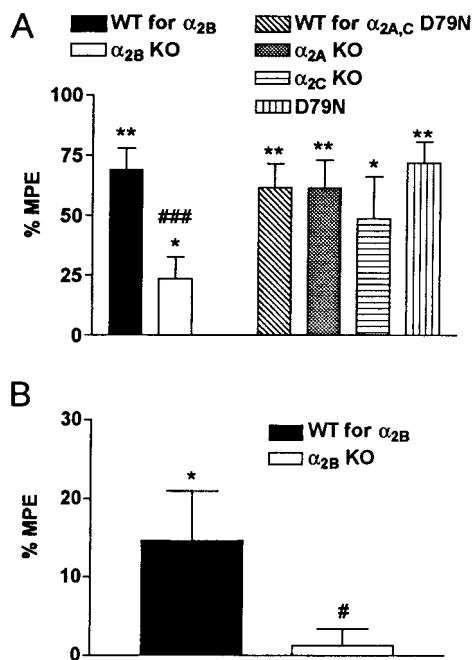 A
WT for α2B
α2B KO
WT for α2A,C D79N
α2A KO
α2C KO
D79N
100
75
50
25
0
% MPE
**
###
*
**
**
*
**
B
WT for α2B
α2B KO
30
20
10
0
% MPE
*
#